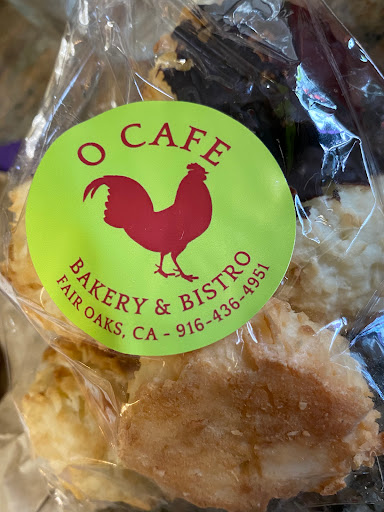 O CAFE
BAKERY & BISTRO
FAIR OAKS, CA - 916-436-4951